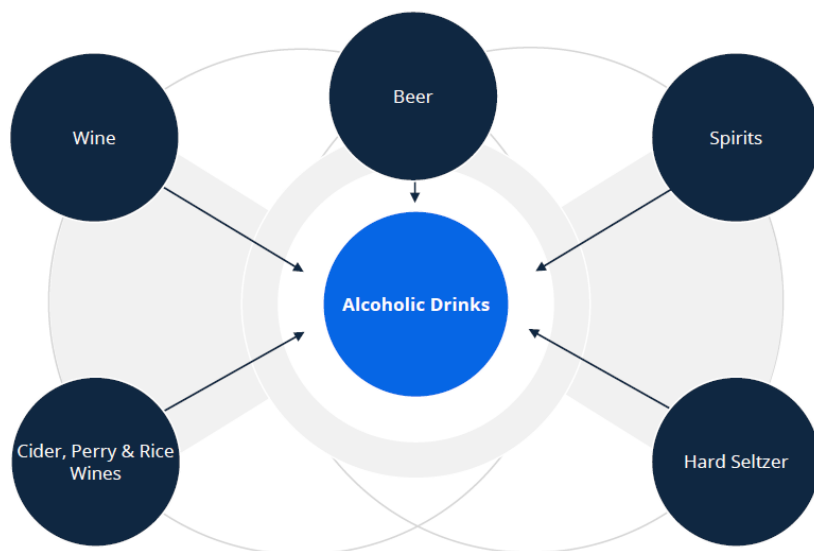 Beer
Wine
Spirits
Alcoholic Drinks
Cider, Perry & Rice
Wines
Hard Seltzer